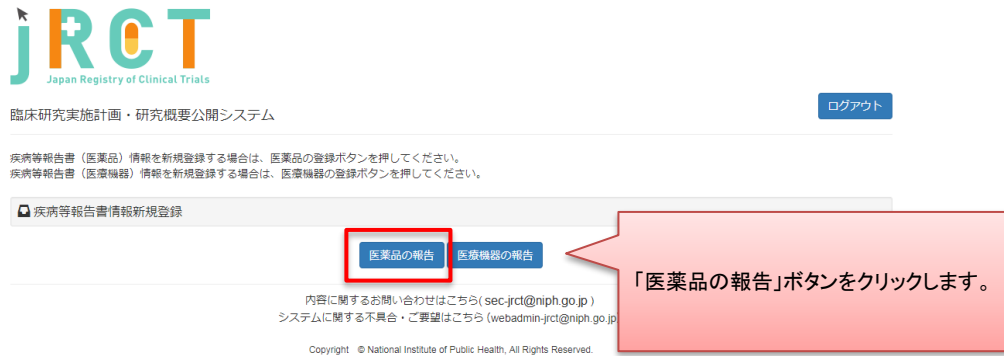 jRCT
Japan Registry of Clinical Trials
臨床研究実施計画・研究概要公開システム
ログアウト
疾病等報告書（医薬品）情報を新規登録する場合は、医薬品の登録ボタンを押してください。
疾病等報告書（医療機器）情報を新規登録する場合は、医療機器の登録ボタンを押してください。
疾病等報告書情報新規登録
医薬品の報告 医療機器の報告
「医薬品の報告」ボタンをクリックします。
内容に関するお問い合わせはこちら( sec-jrct@niph.go.jp )
システムに関する不具合・ご要望はこちら (webadmin-jrct@niph.go.jp
Copyright © National Institute of Public Health, All Rights Reserved.